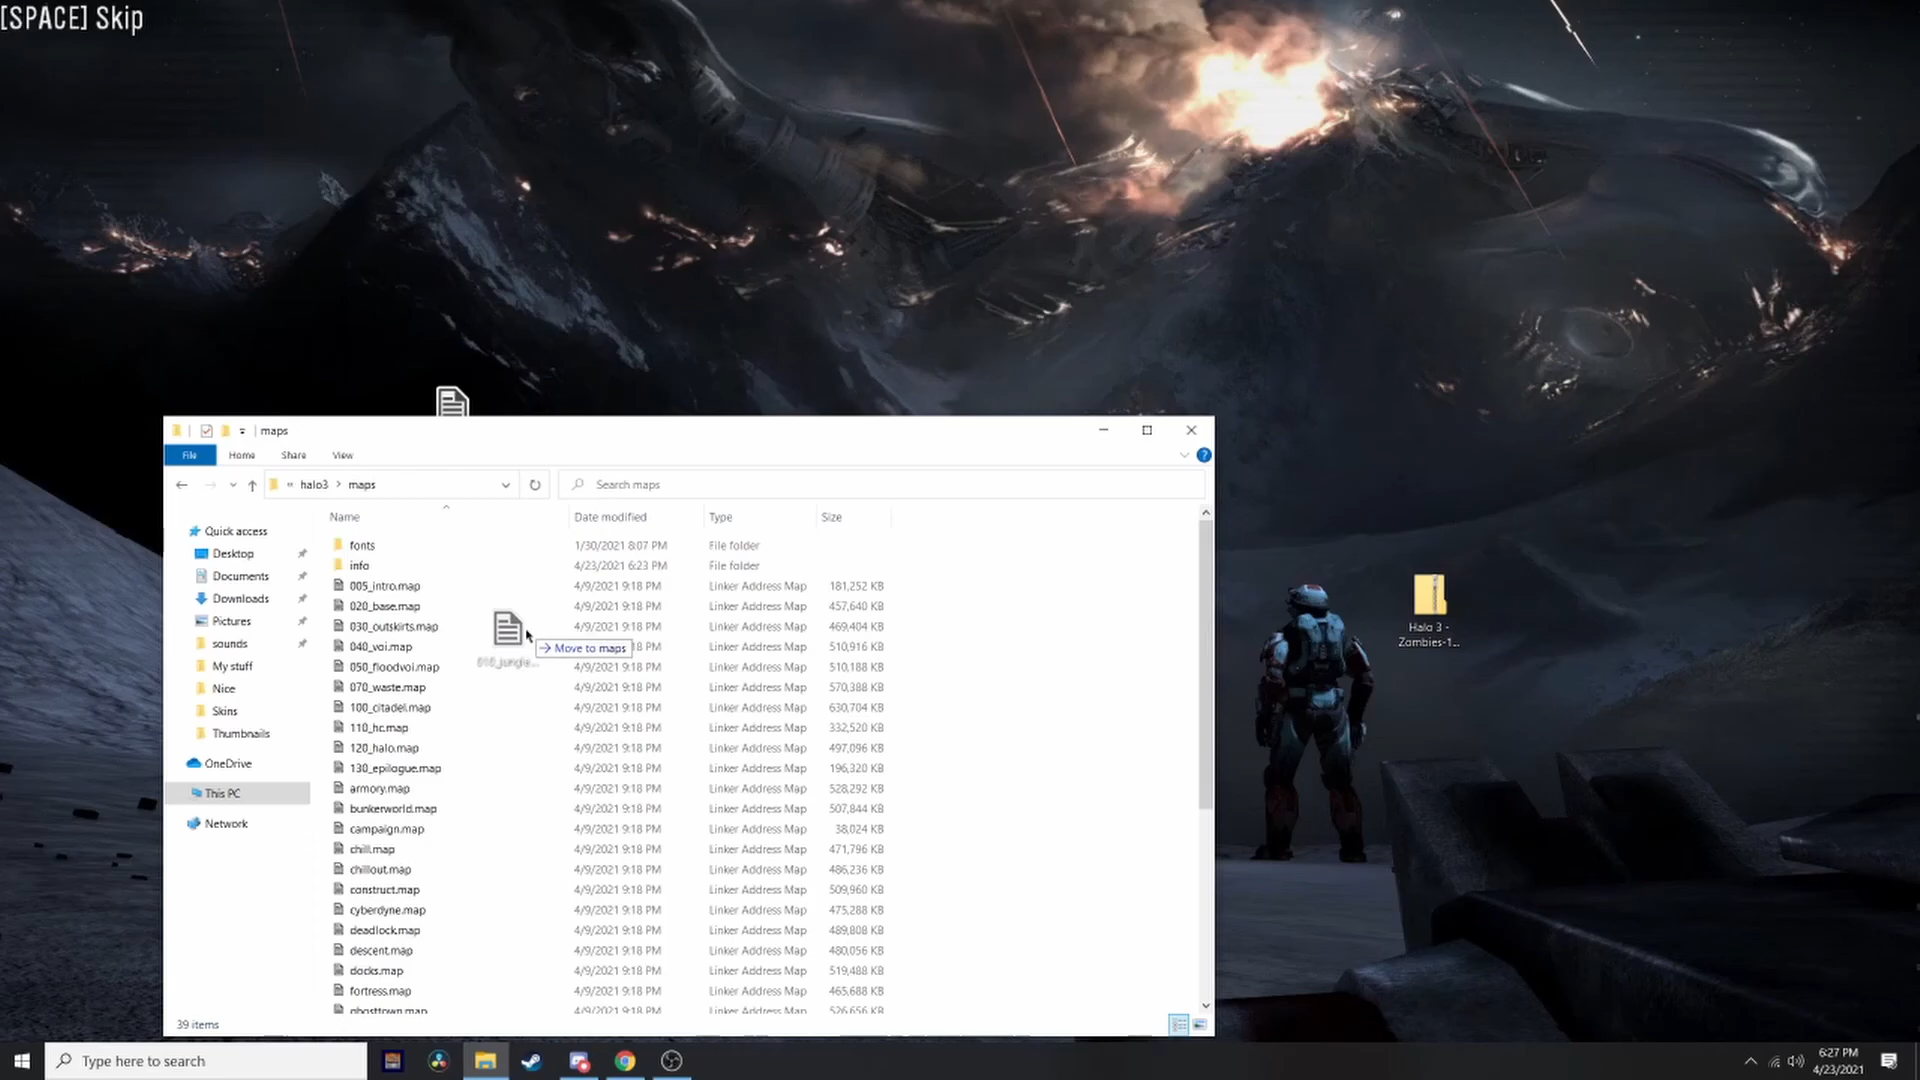 [SPACE] Skip
maps
File Home Share View
halo3 > maps
Search maps
Name Date modified Type Size
Quick access
Desktop
Documents
Downloads
Pictures
sounds
My stuff
Nice
Skins
Thumbnails
OneDrive
This PC
Network
fonts 1/30/2021 8:07 PM File folder
info 4/23/2021 6:23 PM File folder
005_intro.map 4/9/2021 9:18 PM Linker Address Map 181,252 KB
020_base.map 4/9/2021 9:18 PM Linker Address Map 457,640 KB
030_outskirts.map 4/9/2021 9:18 PM Linker Address Map 469,404 KB
040_voi.map 18 PM Linker Address Map 510,916 KB
050_floodvoi.map 4/9/2021 9:18 PM Linker Address Map 510,188 KB
070_waste.map 4/9/2021 9:18 PM Linker Address Map 570,388 KB
100_citadel.map 4/9/2021 9:18 PM Linker Address Map 630,704 KB
110_hc.map 4/9/2021 9:18 PM Linker Address Map 332,520 KB
120_halo.map 4/9/2021 9:18 PM Linker Address Map 497,096 KB
130_epilogue.map 4/9/2021 9:18 PM Linker Address Map 196,320 KB
armory.map 4/9/2021 9:18 PM Linker Address Map 528,292 KB
bunkerworld.map 4/9/2021 9:18 PM Linker Address Map 507,844 KB
campaign.map 4/9/2021 9:18 PM Linker Address Map 38,024 KB
chill.map 4/9/2021 9:18 PM Linker Address Map 471,796 KB
chillout.map 4/9/2021 9:18 PM Linker Address Map 486,236 KB
construct.map 4/9/2021 9:18 PM Linker Address Map 509,960 KB
cyberdyne.map 4/9/2021 9:18 PM Linker Address Map 475,288 KB
deadlock.map 4/9/2021 9:18 PM Linker Address Map 489,808 KB
descent.map 4/9/2021 9:18 PM Linker Address Map 480,056 KB
docks.map 4/9/2021 9:18 PM Linker Address Map 519,488 KB
fortress.map 4/9/2021 9:18 PM Linker Address Map 465,688 KB
ghosttown.map 4/9/2021 9:18 PM Linker Address Map 526,656 KB
Move to maps
010_jungle...
39 items
Halo 3 -
Zombies-1...
Type here to search
6:27 PM
4/23/2021